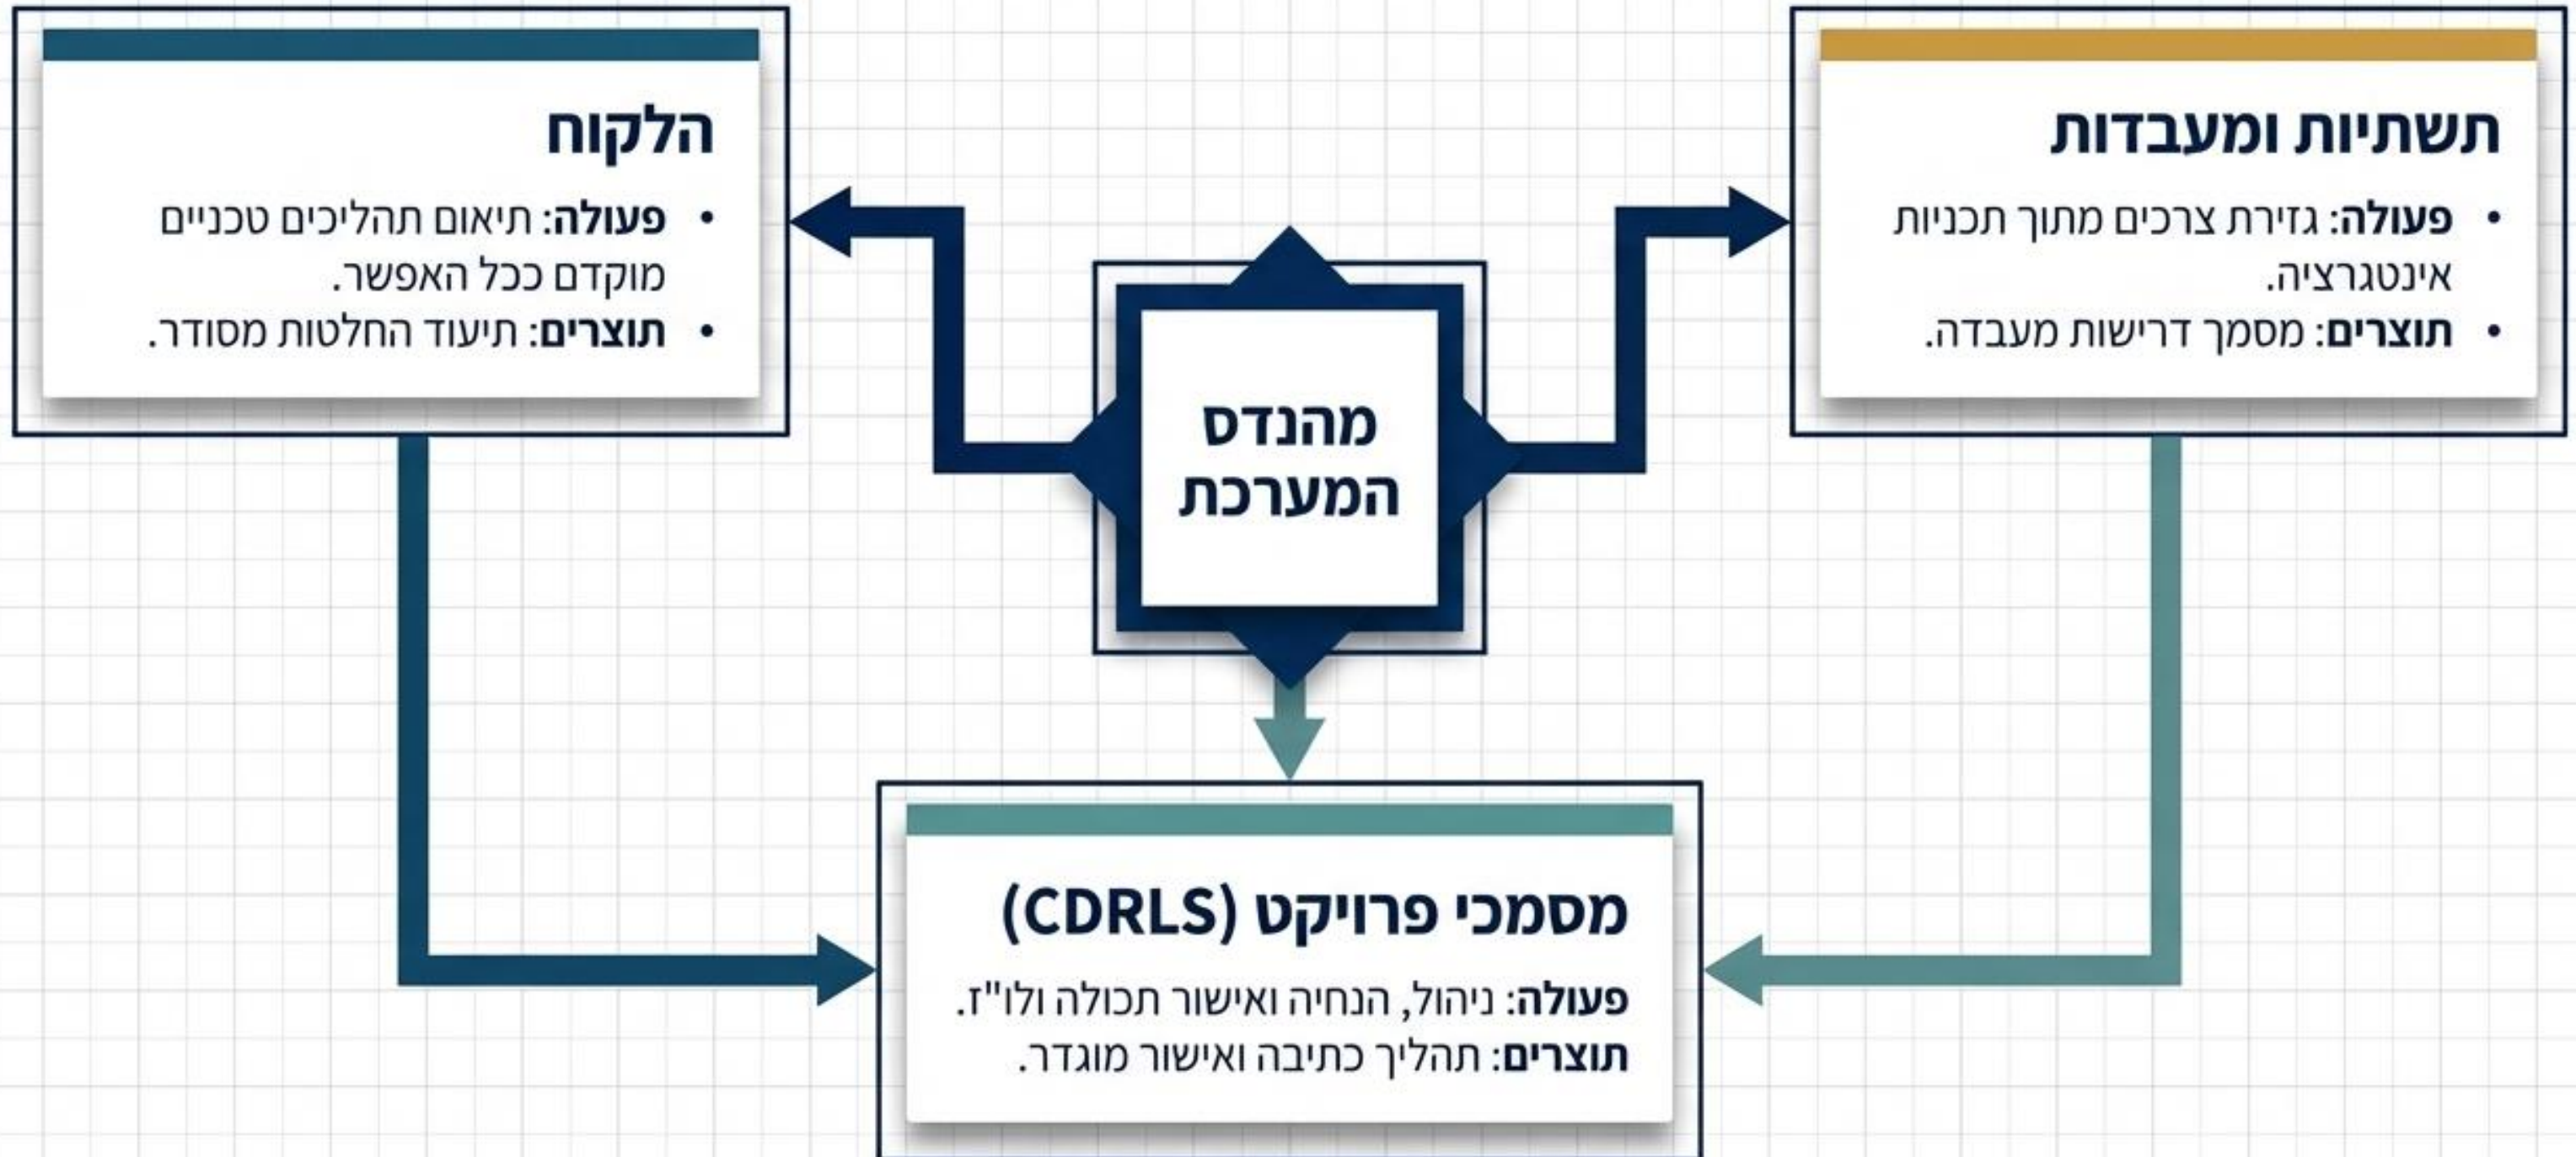 תשתיות ומעבדות
• פעולה: גזירת צרכים מתוך תכניות
אינטגרציה.
• תוצרים: מסמך דרישות מעבדה.
הלקוח
• פעולה: תיאום תהליכים טכניים
מוקדם ככל האפשר.
• תוצרים: תיעוד החלטות מסודר.
מהנדס
המערכת
מסמכי פרויקט (CDRLS)
פעולה: ניהול, הנחיה ואישור תכולה ולו"ז.
תוצרים: תהליך כתיבה ואישור מוגדר.